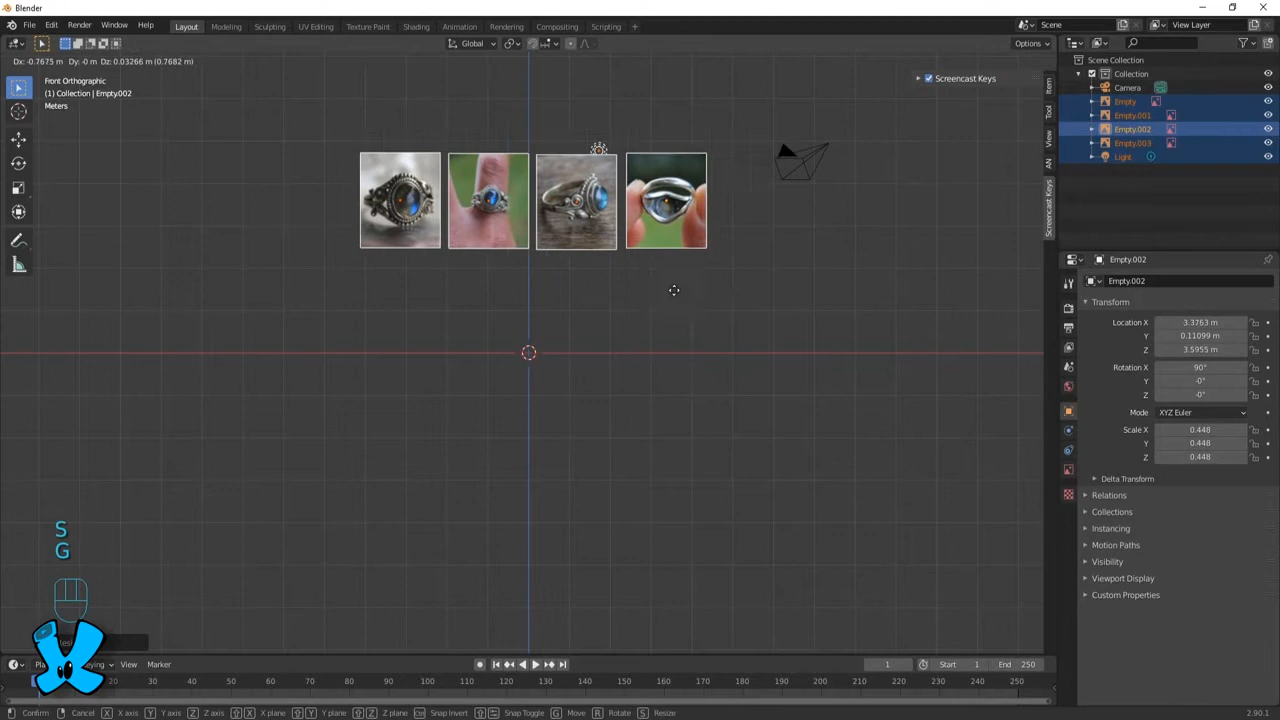 Blender
File Edit Render Window Help
Layout Modeling Sculpting UV Editing Texture Paint Shading Animation Rendering Compositing Scripting +
Scene
View Layer
Global
Options
Dx: -0.7675 m Dy: -0 m Dz: 0.03266 m (0.7682 m)
Front Orthographic
(1) Collection | Empty.002
Meters
Screencast Keys
Item
Tool
View
AN
Screencast Keys
Scene Collection
Collection
Camera
Empty
Empty.001
Empty.002
Empty.003
Light
Empty.002
Empty.002
Transform
Location X 3.3763 m
Y 0.11099 m
Z 3.5955 m
Rotation X 90°
Y -0°
Z -0°
Mode XYZ Euler
Scale X 0.448
Y 0.448
Z 0.448
Delta Transform
Relations
Collections
Instancing
Motion Paths
Visibility
Viewport Display
Custom Properties
S
G
View Marker
1 Start 1 End 250
20 30 40 50 60 70 80 90 100 110 120 130 140 150 160 170 180 190 200 210 220 230 240 250
Confirm Cancel X X axis Y Y axis Z Z axis X X plane Y Y plane Z Z plane Snap Invert Snap Toggle G Move R Rotate S Resize
2.90.1